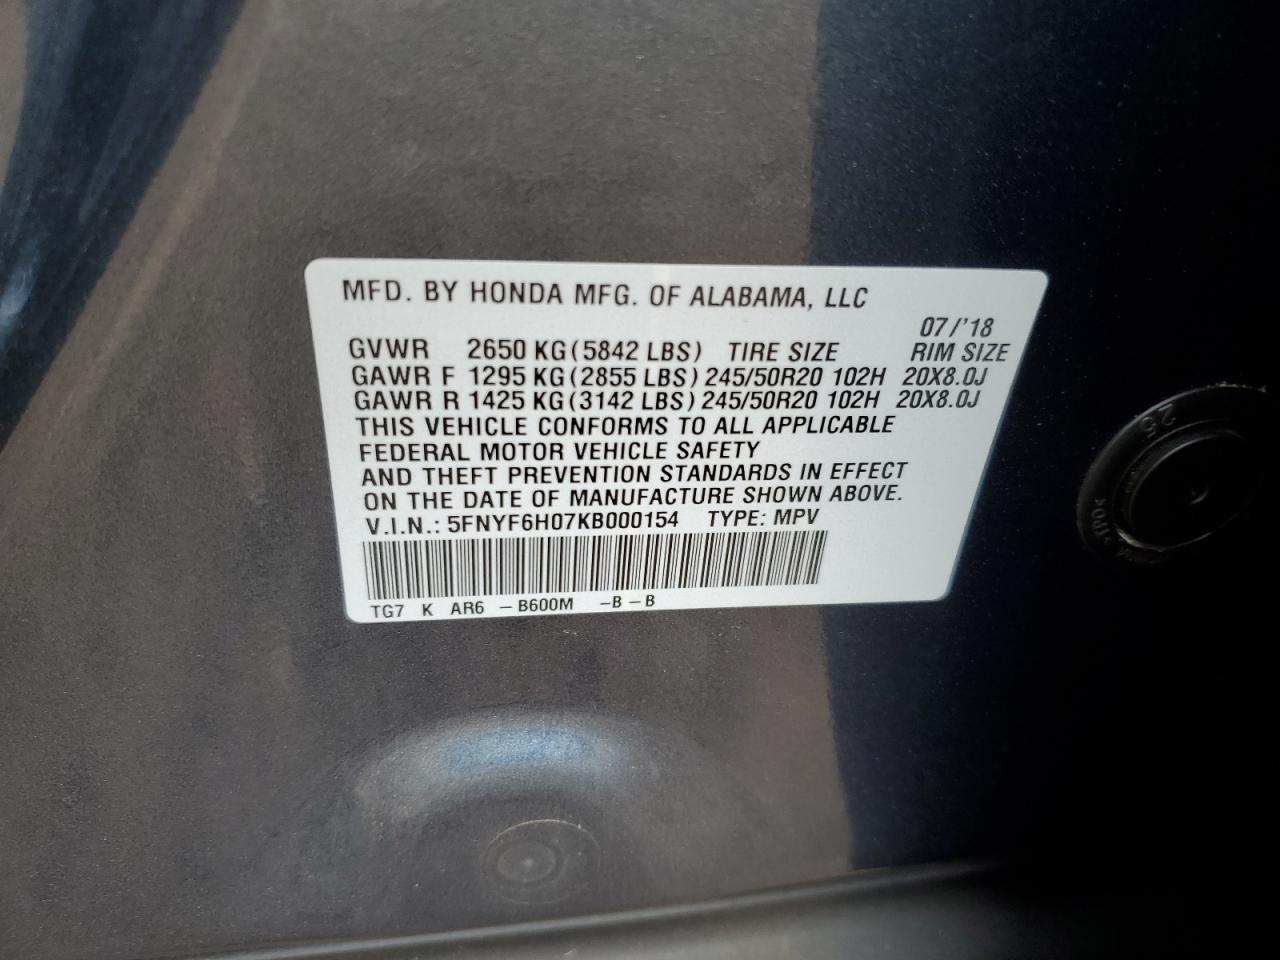 MFD. BY HONDA MFG. OF ALABAMA, LLC
07/'18
GVWR 2650 KG (5842 LBS) TIRE SIZE RIM SIZE
GAWR F 1295 KG (2855 LBS) 245/50R20 102H 20X8.0J
GAWR R 1425 KG (3142 LBS) 245/50R20 102H 20X8.0J
THIS VEHICLE CONFORMS TO ALL APPLICABLE
FEDERAL MOTOR VEHICLE SAFETY
AND THEFT PREVENTION STANDARDS IN EFFECT
ON THE DATE OF MANUFACTURE SHOWN ABOVE.
V.I.N.: 5FNYF6H07KB000154 TYPE: MPV
TG7 K AR6 -B600M -B-B
25